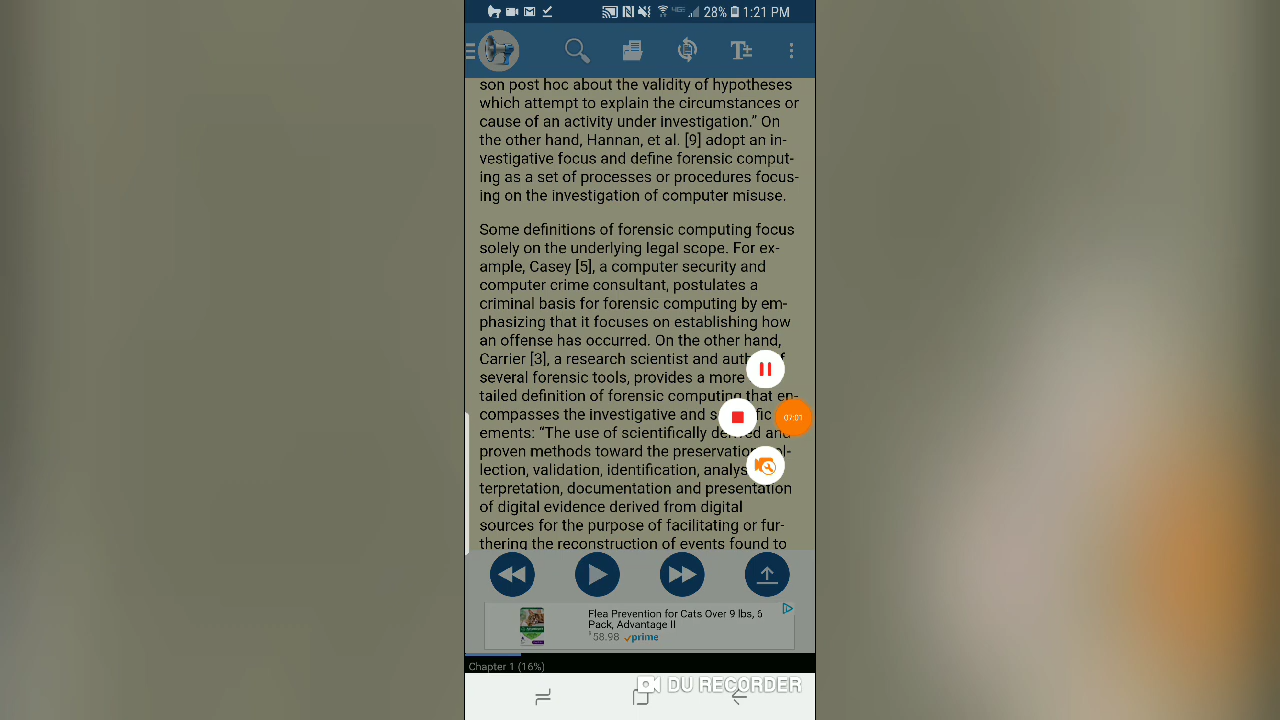 28% 1:21 PM
son post hoc about the validity of hypotheses
which attempt to explain the circumstances or
cause of an activity under investigation.” On
the other hand, Hannan, et al. [9] adopt an in-
vestigative focus and define forensic comput-
ing as a set of processes or procedures focus-
ing on the investigation of computer misuse.
Some definitions of forensic computing focus
solely on the underlying legal scope. For ex-
ample, Casey [5], a computer security and
computer crime consultant, postulates a
criminal basis for forensic computing by em-
phasizing that it focuses on establishing how
an offense has occurred. On the other hand,
Carrier [3], a research scientist and
several forensic tools, provides a more
tailed definition of forensic computing that en-
compasses the investigative and
ements: “The use of scientifically derived and
proven methods toward the preservation
lection, validation, identification,
terpretation, documentation and presentation
of digital evidence derived from digital
sources for the purpose of facilitating or fur-
thering the reconstruction of events found to
07:01
Flea Prevention for Cats Over 9 lbs, 6
Pack, Advantage II
$58.98 prime
Chapter 1 (16%)
DU RECORDER